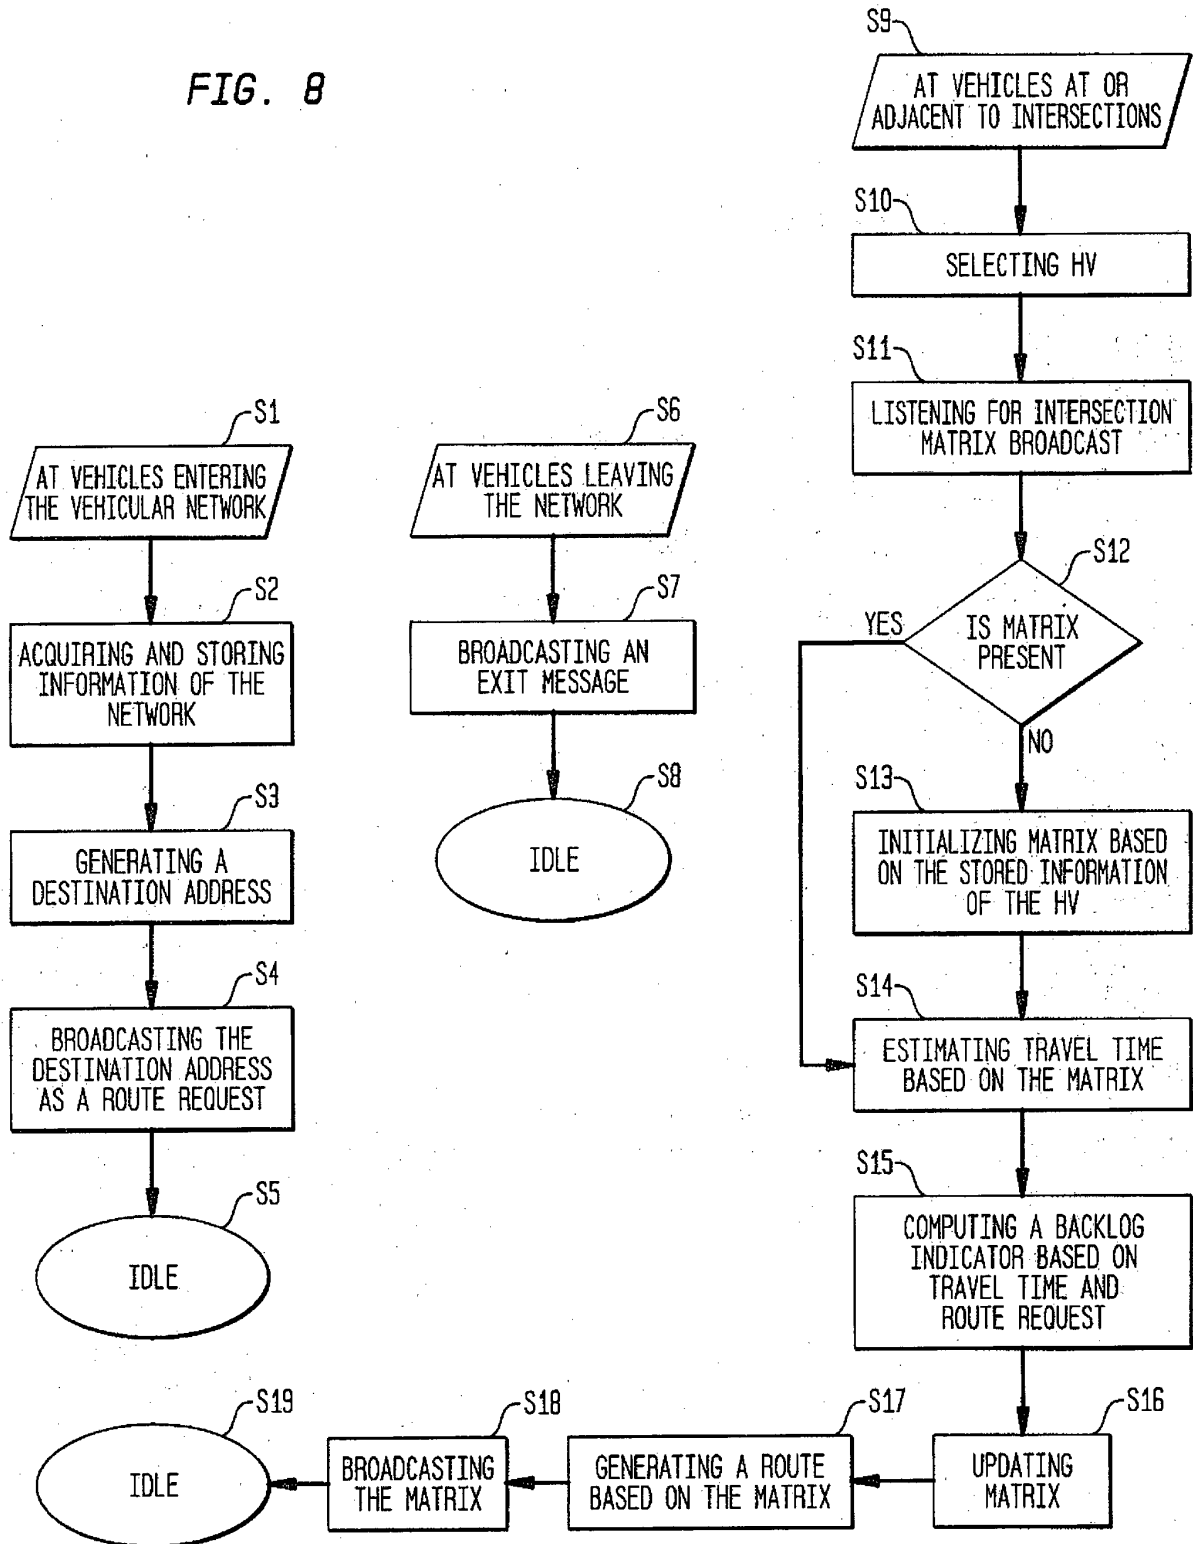 FIG. 8
S1
AT VEHICLES ENTERING
THE VEHICULAR NETWORK
S2
ACQUIRING AND STORING
INFORMATION OF THE
NETWORK
S3
GENERATING A
DESTINATION ADDRESS
S4
BROADCASTING THE
DESTINATION ADDRESS
AS A ROUTE REQUEST
S5
IDLE
S6
AT VEHICLES LEAVING
THE NETWORK
S7
BROADCASTING AN
EXIT MESSAGE
S8
IDLE
S9
AT VEHICLES AT OR
ADJACENT TO INTERSECTIONS
S10
SELECTING HV
S11
LISTENING FOR INTERSECTION
MATRIX BROADCAST
S12
IS MATRIX
PRESENT
YES
NO
S13
INITIALIZING MATRIX BASED
ON THE STORED INFORMATION
OF THE HV
S14
ESTIMATING TRAVEL TIME
BASED ON THE MATRIX
S15
COMPUTING A BACKLOG
INDICATOR BASED ON
TRAVEL TIME AND
ROUTE REQUEST
S16
UPDATING
MATRIX
S17
GENERATING A ROUTE
BASED ON THE MATRIX
S18
BROADCASTING
THE MATRIX
S19
IDLE